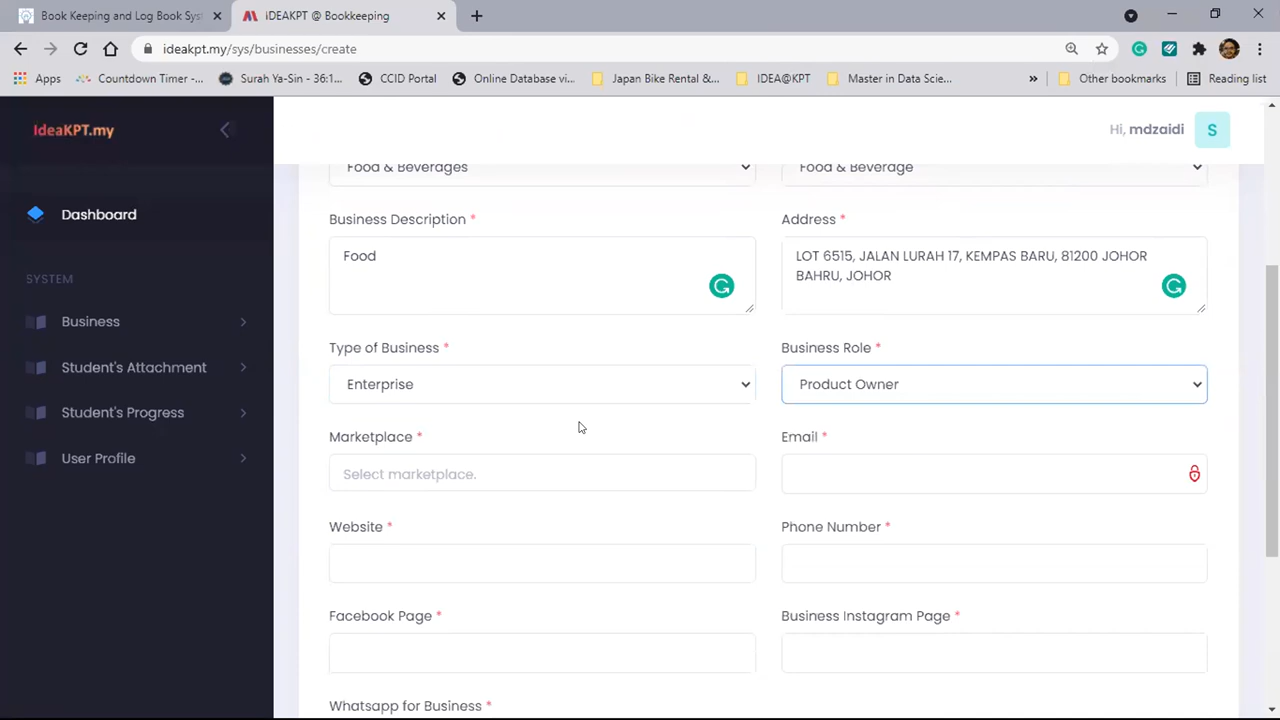 Book Keeping and Log Book Syst
IDEAKPT @ Bookkeeping
ideakpt.my/sys/businesses/create
Apps
Countdown Timer -...
Surah Ya-Sin - 36:1...
CCID Portal
Online Database vi...
Japan Bike Rental &...
IDEA@KPT
Master in Data Scie...
»
Other bookmarks
Reading list
IdeaKPT.my
Hi, mdzaidi
S
Dashboard
SYSTEM
Business
Student's Attachment
Student's Progress
User Profile
Food & Beverages
Food & Beverage
Business Description *
Address *
Food
LOT 6515, JALAN LURAH 17, KEMPAS BARU, 81200 JOHOR
BAHRU, JOHOR
Type of Business *
Business Role *
Enterprise
Product Owner
Marketplace *
Email *
Select marketplace.
Website *
Phone Number *
Facebook Page *
Business Instagram Page *
Whatsapp for Business *